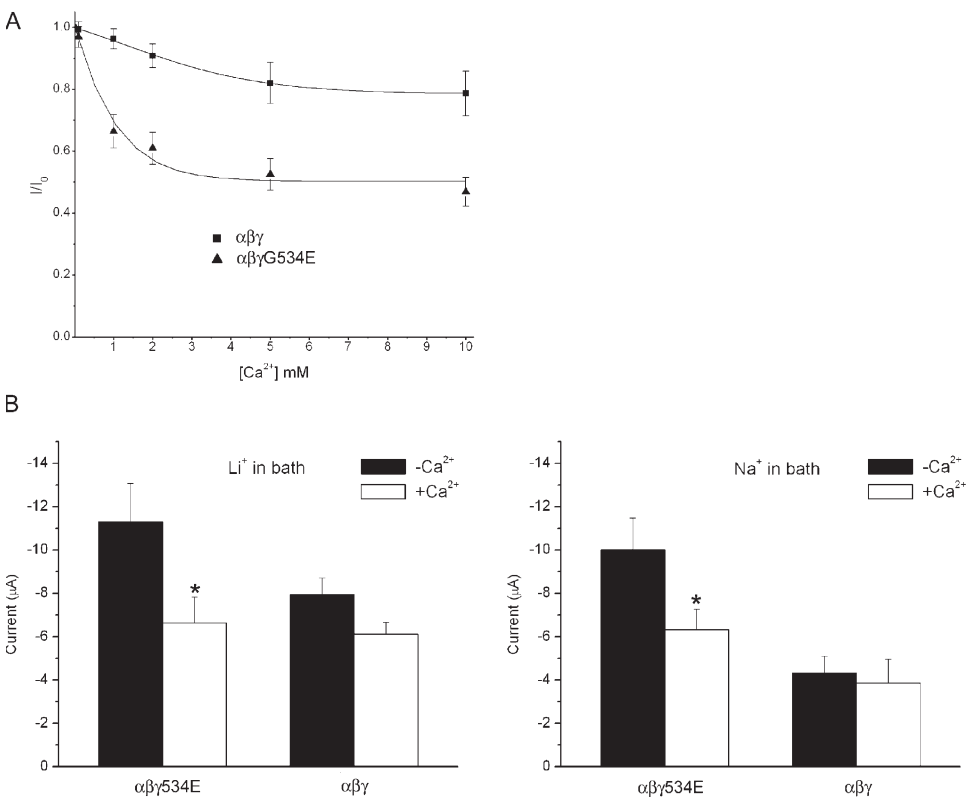 A
1.0
0.8
0.6
0.4
0.2
0.0
I/I₀
■ αβγ
▲ αβγG534E
1 2 3 4 5 6 7 8 9 10
[Ca²⁺] mM
B
-14
-12
-10
-8
-6
-4
-2
0
Current (μA)
Li⁺ in bath
-Ca²⁺
+Ca²⁺
*
αβγ534E αβγ
-14
-12
-10
-8
-6
-4
-2
0
Current (μA)
Na⁺ in bath
-Ca²⁺
+Ca²⁺
*
αβγ534E αβγ